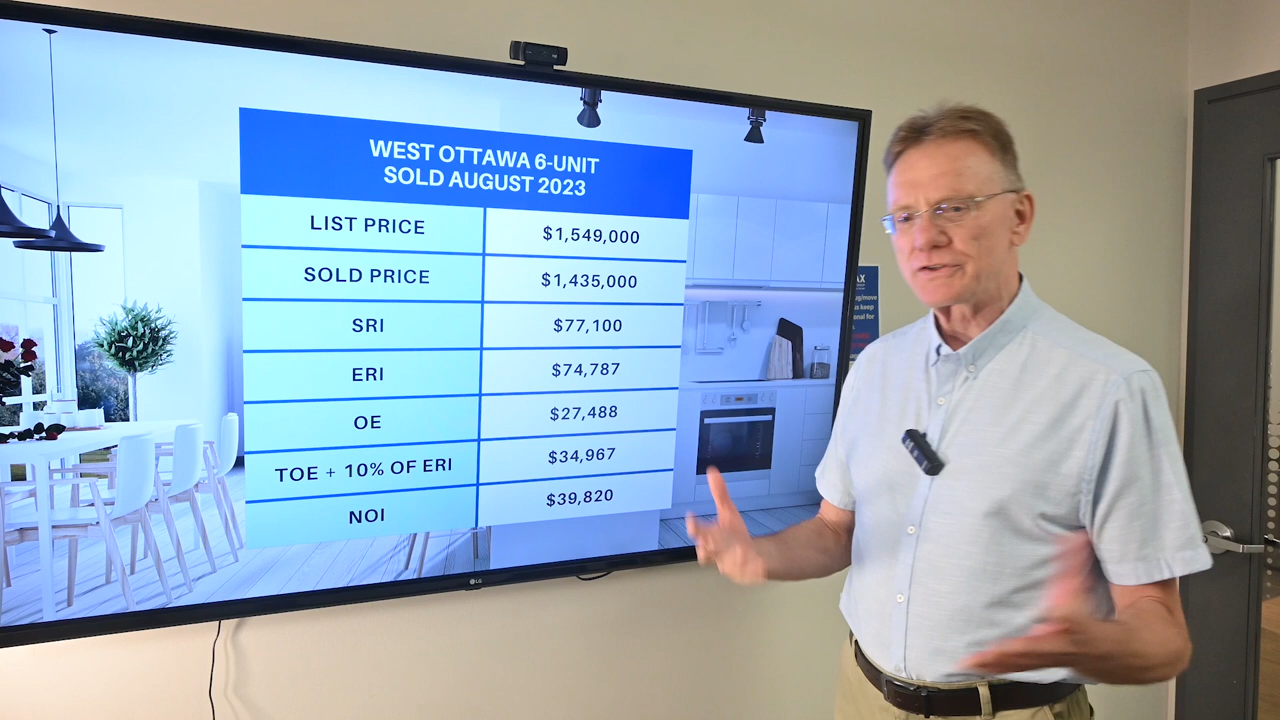 WEST OTTAWA 6-UNIT
SOLD AUGUST 2023
LIST PRICE $1,549,000
SOLD PRICE $1,435,000
SRI $77,100
ERI $74,787
OE $27,488
TOE + 10% OF ERI $34,967
NOI $39,820
LG